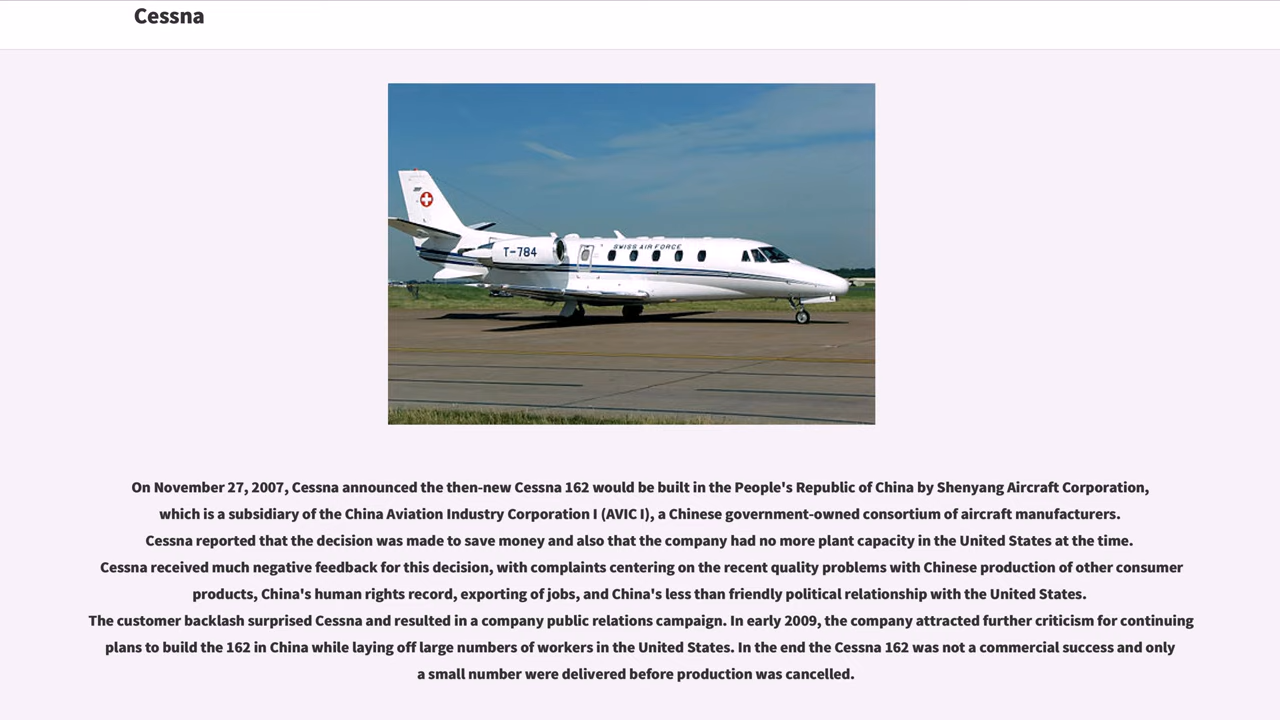 Cessna
T-784
SWISS AIR FORCE
On November 27, 2007, Cessna announced the then-new Cessna 162 would be built in the People's Republic of China by Shenyang Aircraft Corporation,
which is a subsidiary of the China Aviation Industry Corporation I (AVIC I), a Chinese government-owned consortium of aircraft manufacturers.
Cessna reported that the decision was made to save money and also that the company had no more plant capacity in the United States at the time.
Cessna received much negative feedback for this decision, with complaints centering on the recent quality problems with Chinese production of other consumer
products, China's human rights record, exporting of jobs, and China's less than friendly political relationship with the United States.
The customer backlash surprised Cessna and resulted in a company public relations campaign. In early 2009, the company attracted further criticism for continuing
plans to build the 162 in China while laying off large numbers of workers in the United States. In the end the Cessna 162 was not a commercial success and only
a small number were delivered before production was cancelled.